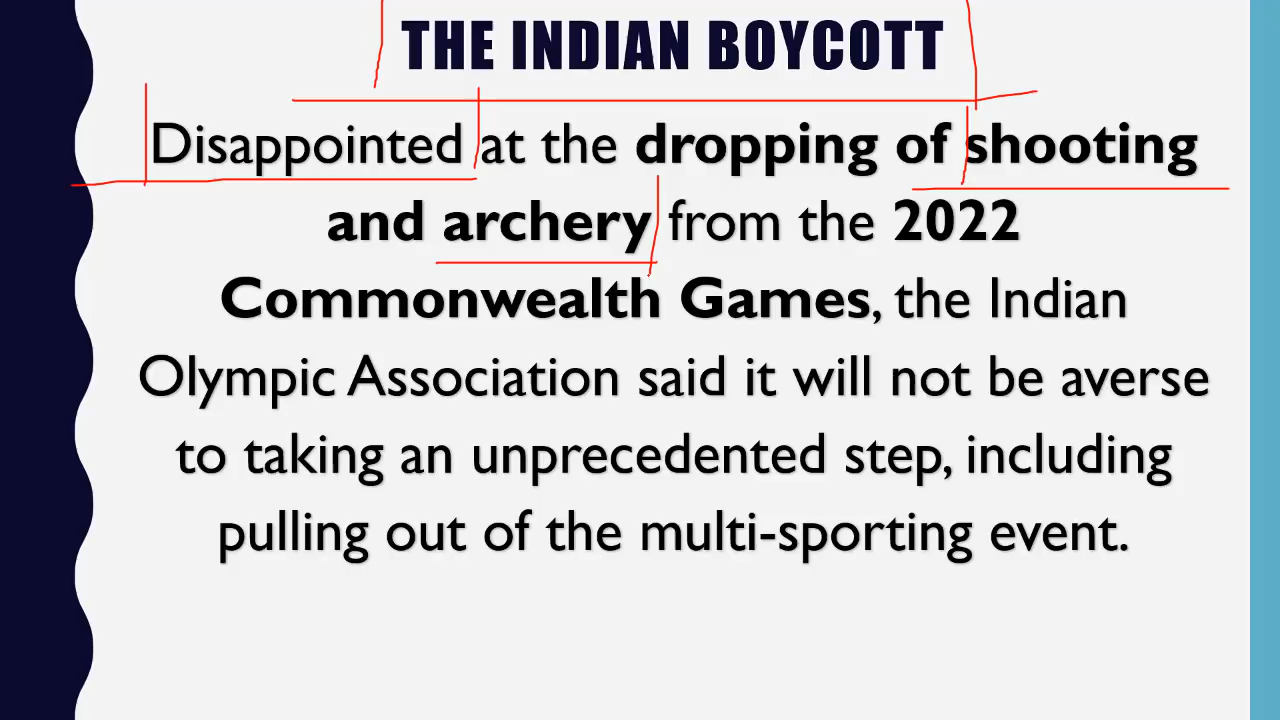 THE INDIAN BOYCOTT
Disappointed at the dropping of shooting
and archery from the 2022
Commonwealth Games, the Indian
Olympic Association said it will not be averse
to taking an unprecedented step, including
pulling out of the multi-sporting event.